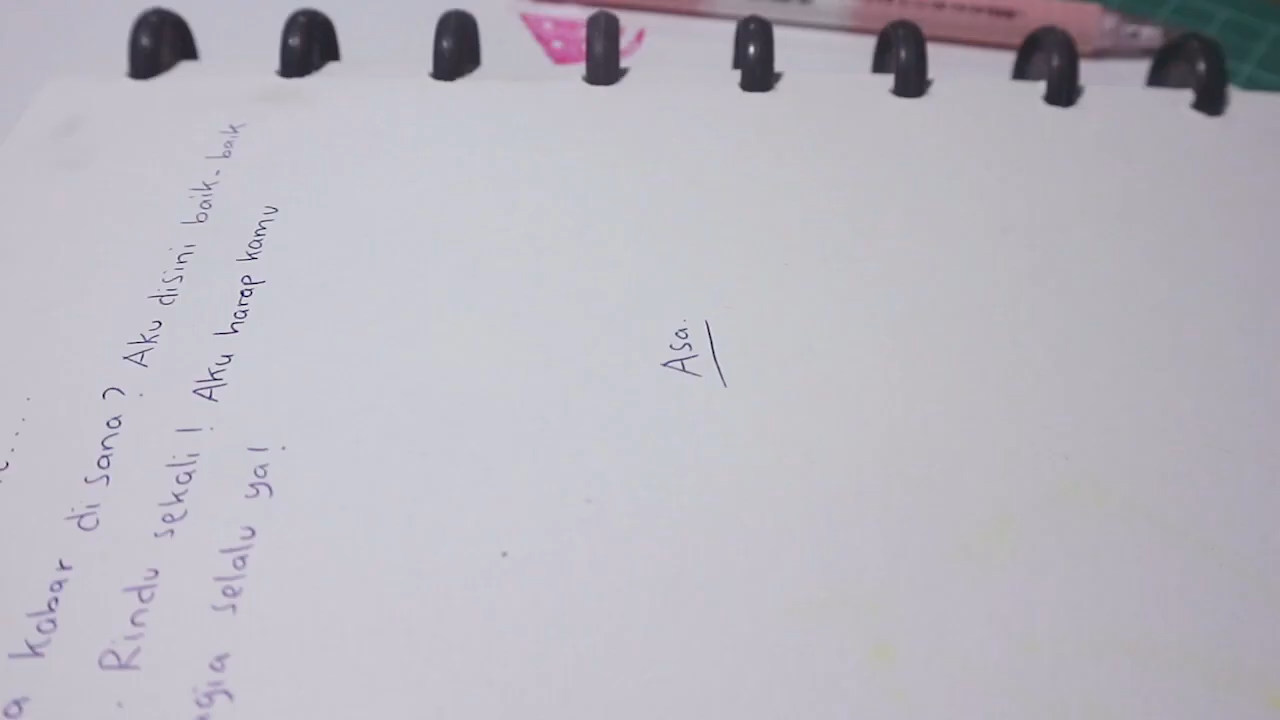 kabar di sana? Aku disini baik-baik
Rindu sekali! Aku harap kamu
selalu ya!
Asa.